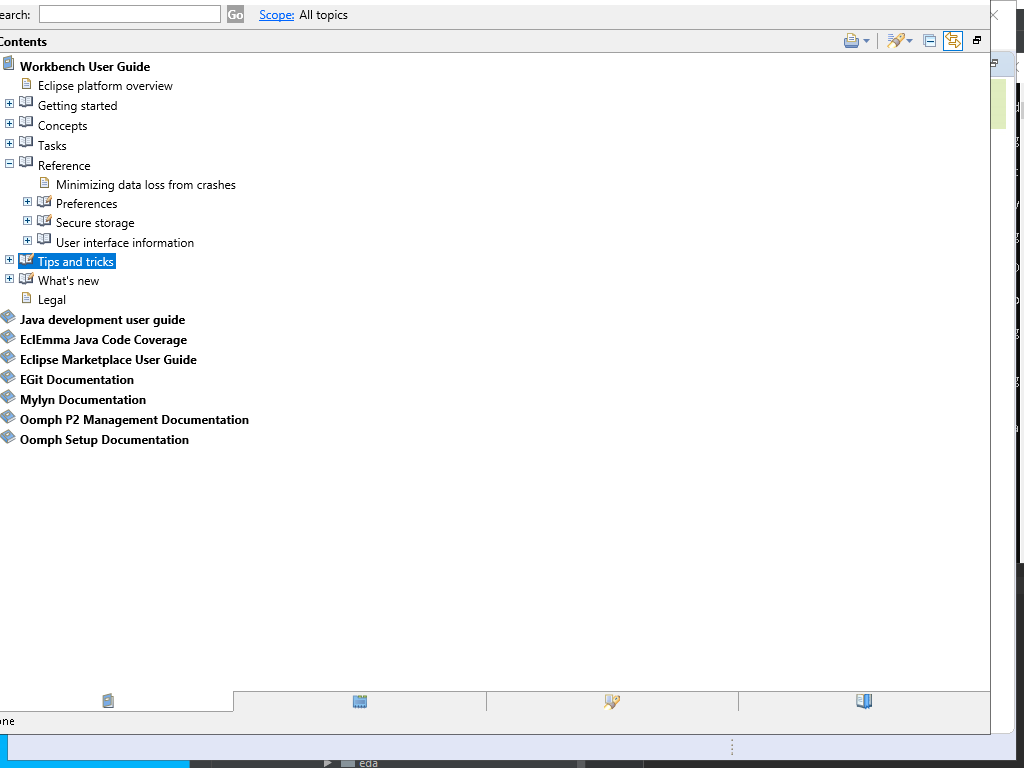 earch: Go Scope: All topics
Contents
Workbench User Guide
Eclipse platform overview
Getting started
Concepts
Tasks
Reference
Minimizing data loss from crashes
Preferences
Secure storage
User interface information
Tips and tricks
What's new
Legal
Java development user guide
EclEmma Java Code Coverage
Eclipse Marketplace User Guide
EGit Documentation
Mylyn Documentation
Oomph P2 Management Documentation
Oomph Setup Documentation
one
eda